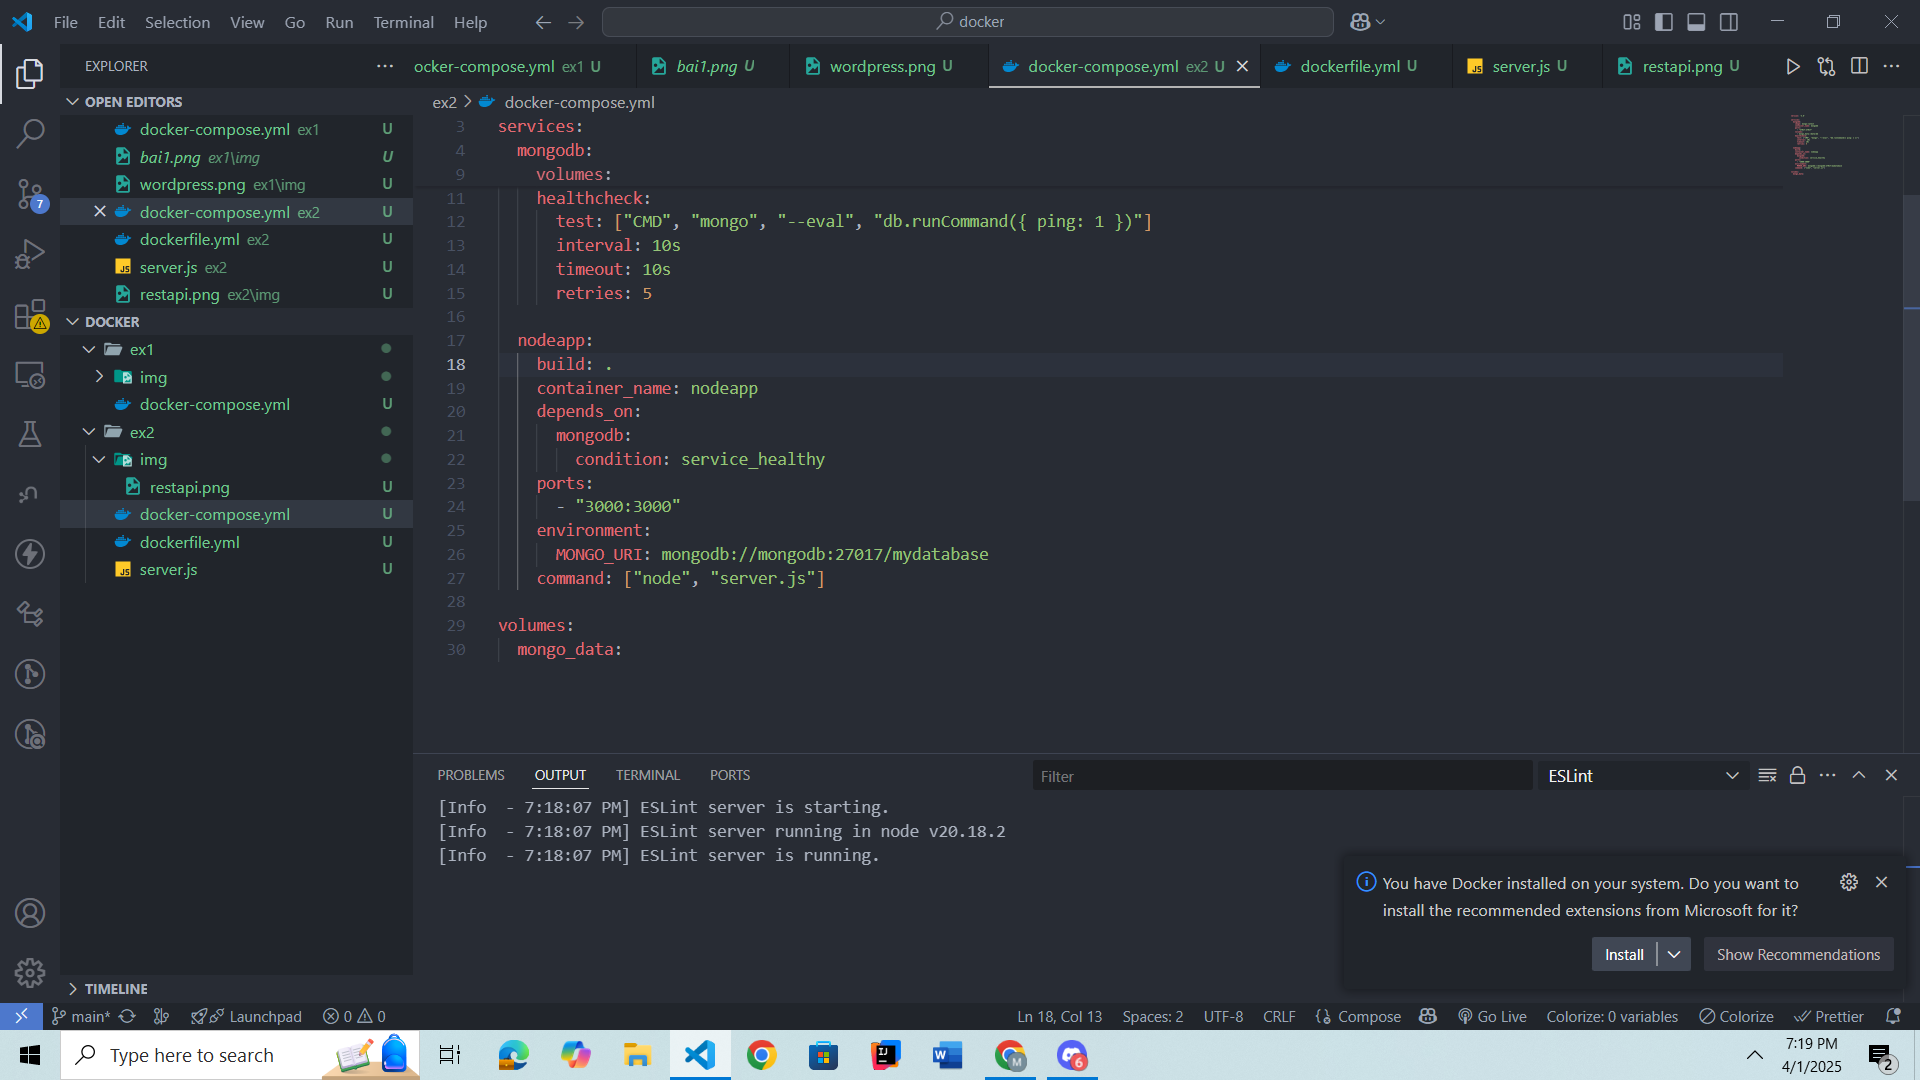 File Edit Selection View Go Run Terminal Help
docker
EXPLORER
ocker-compose.yml ex1 U
bai1.png U
wordpress.png U
docker-compose.yml ex2 U
dockerfile.yml U
server.js U
restapi.png U
OPEN EDITORS
docker-compose.yml ex1 U
bai1.png ex1\img U
wordpress.png ex1\img U
docker-compose.yml ex2 U
dockerfile.yml ex2 U
server.js ex2 U
restapi.png ex2\img U
DOCKER
ex1
img
docker-compose.yml U
ex2
img
restapi.png U
docker-compose.yml U
dockerfile.yml U
server.js U
TIMELINE
7
ex2 > docker-compose.yml
3 services:
4 mongodb:
9 volumes:
11 healthcheck:
12 test: ["CMD", "mongo", "--eval", "db.runCommand({ ping: 1 })"]
13 interval: 10s
14 timeout: 10s
15 retries: 5
16
17 nodeapp:
18 build: .
19 container_name: nodeapp
20 depends_on:
21 mongodb:
22 condition: service_healthy
23 ports:
24 - "3000:3000"
25 environment:
26 MONGO_URI: mongodb://mongodb:27017/mydatabase
27 command: ["node", "server.js"]
28
29 volumes:
30 mongo_data:
PROBLEMS OUTPUT TERMINAL PORTS
Filter
ESLint
[Info - 7:18:07 PM] ESLint server is starting.
[Info - 7:18:07 PM] ESLint server running in node v20.18.2
[Info - 7:18:07 PM] ESLint server is running.
You have Docker installed on your system. Do you want to
install the recommended extensions from Microsoft for it?
Install
Show Recommendations
main* Launchpad 0 0
Ln 18, Col 13 Spaces: 2 UTF-8 CRLF Compose Go Live Colorize: 0 variables Colorize Prettier
Type here to search
IJ
W
M
6
7:19 PM
4/1/2025
2